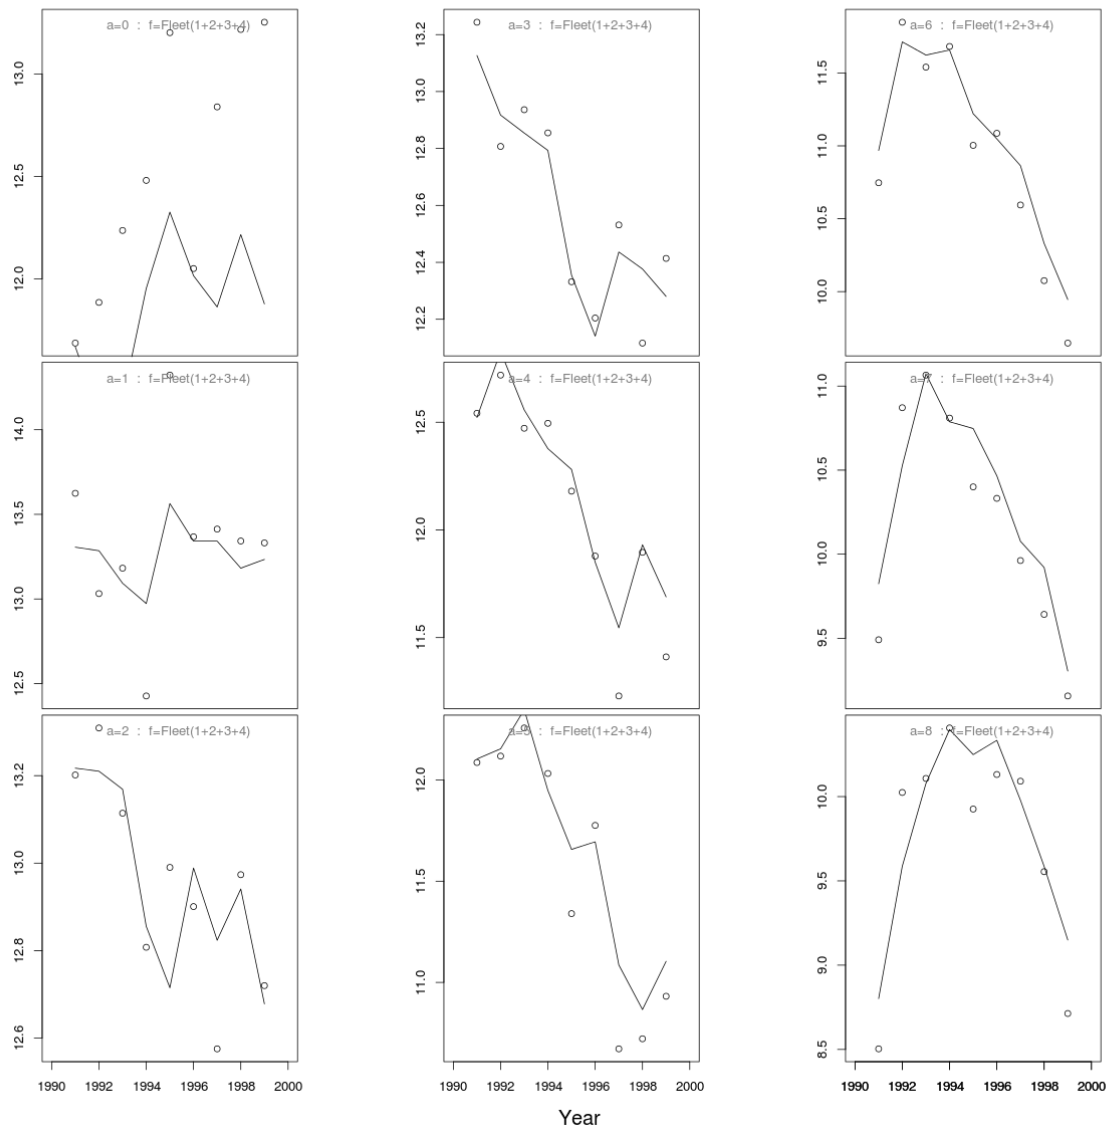 a=0 : f=Fleet(1+2+3+4)
13.0
12.5
12.0
a=1 : f=Fleet(1+2+3+4)
14.0
13.5
13.0
12.5
a=2 : f=Fleet(1+2+3+4)
13.2
13.0
12.8
12.6
1990 1992 1994 1996 1998 2000
a=3 : f=Fleet(1+2+3+4)
13.2
13.0
12.8
12.6
12.4
12.2
a=4 : f=Fleet(1+2+3+4)
12.5
12.0
11.5
a=5 : f=Fleet(1+2+3+4)
12.0
11.5
11.0
1990 1992 1994 1996 1998 2000
a=6 : f=Fleet(1+2+3+4)
11.5
11.0
10.5
10.0
a=7 : f=Fleet(1+2+3+4)
11.0
10.5
10.0
9.5
a=8 : f=Fleet(1+2+3+4)
10.0
9.5
9.0
8.5
1990 1992 1994 1996 1998 2000
Year